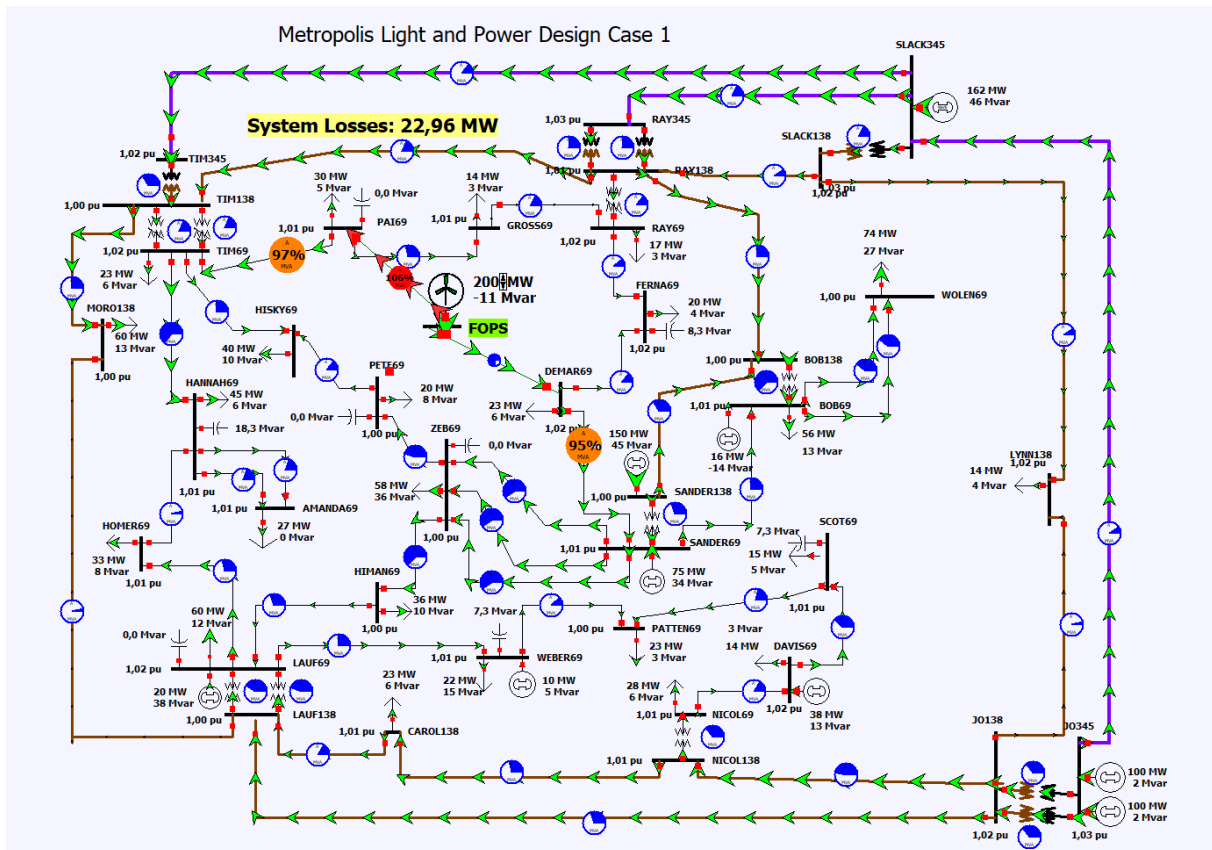 Metropolis Light and Power Design Case 1
SLACK345
162 MW
46 Mvar
System Losses: 22,96 MW
1,03 pu
RAY345
SLACK138
1,02 pu
TIM345
1,01 pu
RAY138
1,03 pu
1,02 pu
30 MW
5 Mvar
0,0 Mvar
14 MW
3 Mvar
1,00 pu
TIM138
1,01 pu
PAI69
1,01 pu
GROSS69
1,02 pu
RAY69
17 MW
3 Mvar
74 MW
27 Mvar
1,02 pu
TIM69
97%
MVA
106%
23 MW
6 Mvar
200 MW
-11 Mvar
FOPS
FERNA69
20 MW
4 Mvar
8,3 Mvar
1,02 pu
1,00 pu
WOLEN69
MORO138
60 MW
13 Mvar
1,00 pu
HISKY69
40 MW
10 Mvar
PETE69
20 MW
8 Mvar
0,0 Mvar
1,00 pu
DEMAR69
23 MW
6 Mvar
1,02 pu
1,00 pu
BOB138
HANNAH69
45 MW
6 Mvar
18,3 Mvar
1,01 pu
1,01 pu
BOB69
16 MW
-14 Mvar
56 MW
13 Mvar
ZEB69
0,0 Mvar
58 MW
36 Mvar
1,00 pu
95%
MVA
150 MW
45 Mvar
1,00 pu
SANDER138
LYNN138
1,02 pu
14 MW
4 Mvar
1,01 pu
AMANDA69
27 MW
0 Mvar
HOMER69
33 MW
8 Mvar
1,01 pu
1,01 pu
SANDER69
75 MW
34 Mvar
SCOT69
7,3 Mvar
15 MW
5 Mvar
1,01 pu
HIMAN69
36 MW
10 Mvar
1,00 pu
60 MW
12 Mvar
0,0 Mvar
7,3 Mvar
1,00 pu
PATTEN69
23 MW
3 Mvar
3 Mvar
14 MW
DAVIS69
1,02 pu
38 MW
13 Mvar
1,02 pu
LAUF69
20 MW
38 Mvar
1,01 pu
WEBER69
22 MW
15 Mvar
10 MW
5 Mvar
23 MW
6 Mvar
28 MW
6 Mvar
1,01 pu
NICOL69
1,00 pu
LAUF138
1,01 pu
CAROL138
1,01 pu
NICOL138
JO138
JO345
100 MW
2 Mvar
100 MW
2 Mvar
1,02 pu
1,03 pu